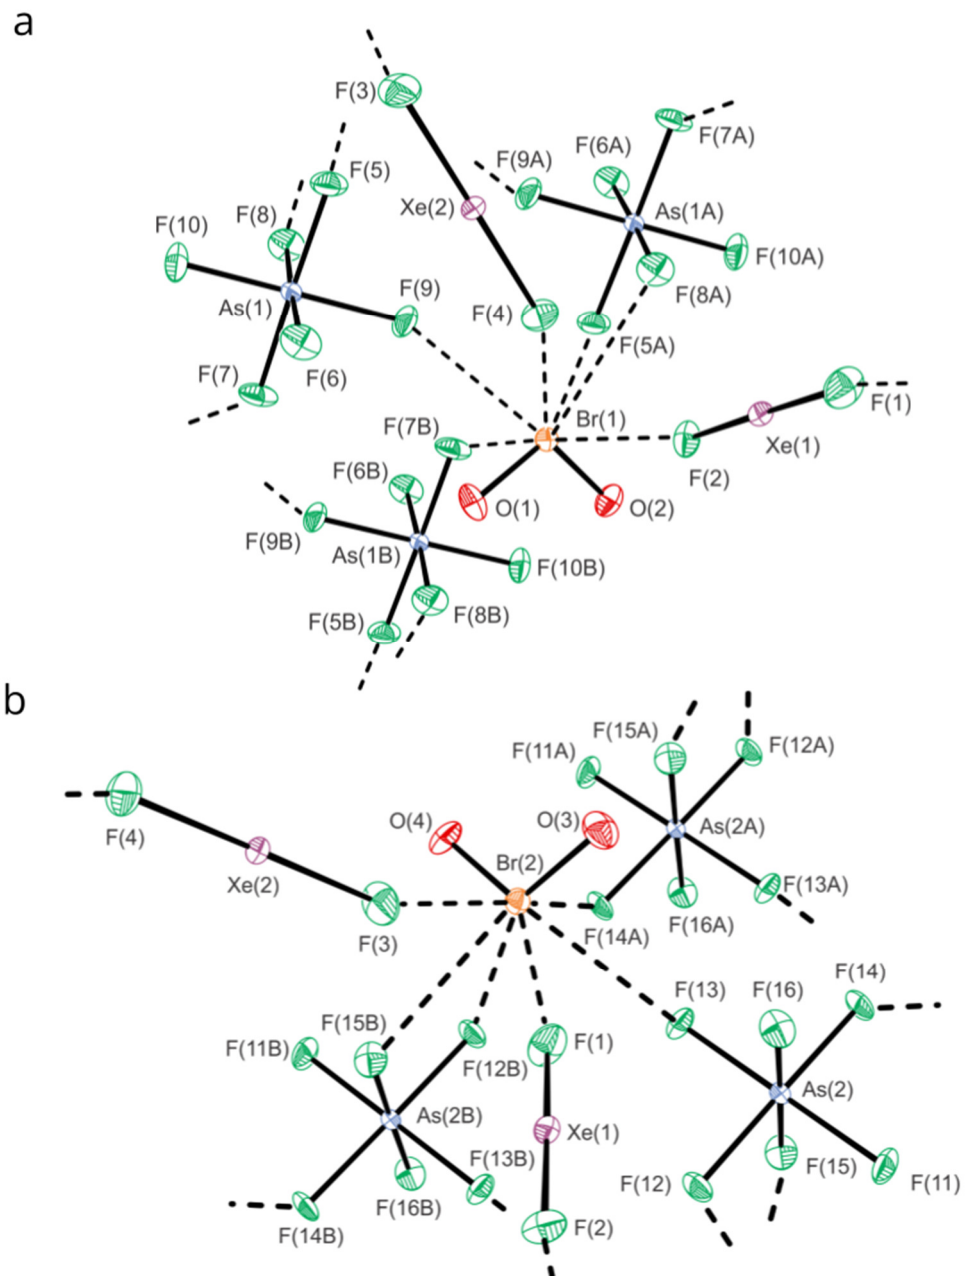 a
F(3)
F(7A)
F(6A)
F(9A)
F(5)
Xe(2)
As(1A)
F(8)
F(10)
F(10A)
F(9)
F(8A)
As(1)
F(4)
F(5A)
F(6)
F(7)
F(1)
Br(1)
Xe(1)
F(7B)
F(2)
F(6B)
O(1)
O(2)
F(9B)
As(1B)
F(10B)
F(5B)
F(8B)
b
F(15A)
F(12A)
F(11A)
O(4)
O(3)
As(2A)
F(4)
Br(2)
Xe(2)
F(13A)
F(16A)
F(14A)
F(3)
F(14)
F(13)
F(16)
F(15B)
F(11B)
F(1)
F(12B)
As(2)
As(2B)
Xe(1)
F(13B)
F(15)
F(12)
F(11)
F(16B)
F(14B)
F(2)